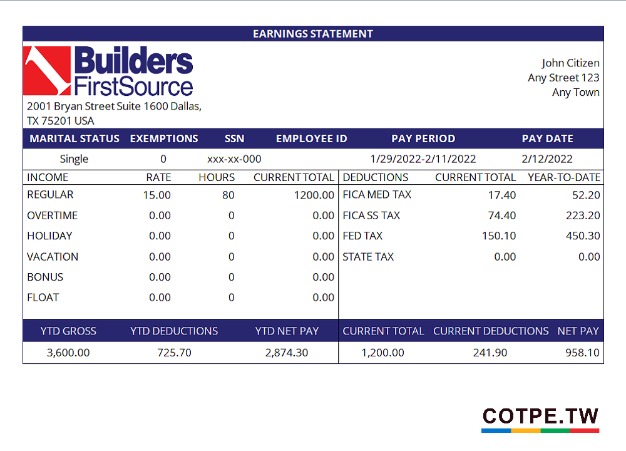 EARNINGS STATEMENT
Builders
FirstSource
2001 Bryan Street Suite 1600 Dallas,
TX 75201 USA
John Citizen
Any Street 123
Any Town
MARITAL STATUS EXEMPTIONS SSN EMPLOYEE ID PAY PERIOD PAY DATE
Single 0 xxx-xx-000 1/29/2022-2/11/2022 2/12/2022
INCOME RATE HOURS CURRENT TOTAL DEDUCTIONS CURRENT TOTAL YEAR-TO-DATE
REGULAR 15.00 80 1200.00 FICA MED TAX 17.40 52.20
OVERTIME 0.00 0 0.00 FICA SS TAX 74.40 223.20
HOLIDAY 0.00 0 0.00 FED TAX 150.10 450.30
VACATION 0.00 0 0.00 STATE TAX 0.00 0.00
BONUS 0.00 0 0.00
FLOAT 0.00 0 0.00
YTD GROSS YTD DEDUCTIONS YTD NET PAY CURRENT TOTAL CURRENT DEDUCTIONS NET PAY
3,600.00 725.70 2,874.30 1,200.00 241.90 958.10
COTPE.TW